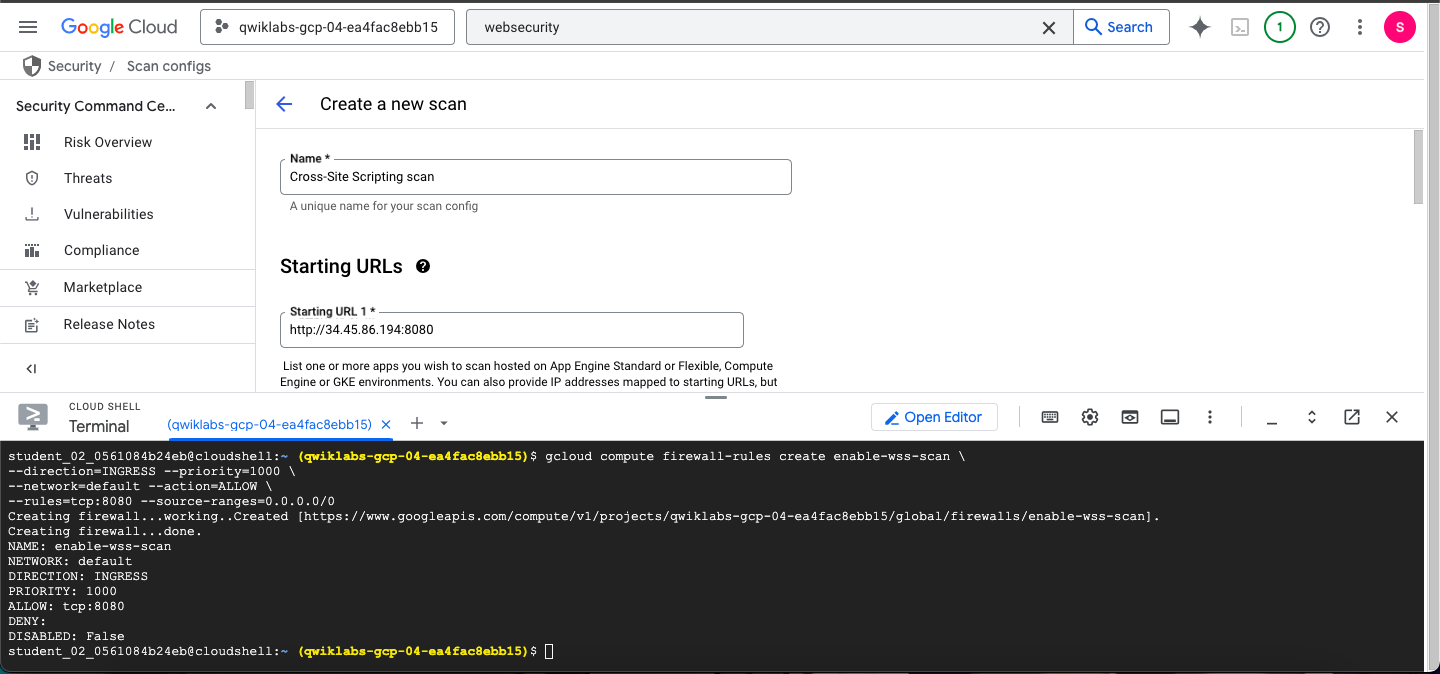 Google Cloud
qwiklabs-gcp-04-ea4fac8ebb15
websecurity
Search
1
S
Security / Scan configs
Security Command Ce...
Risk Overview
Threats
Vulnerabilities
Compliance
Marketplace
Release Notes
Create a new scan
Name *
Cross-Site Scripting scan
A unique name for your scan config
Starting URLs
Starting URL 1 *
http://34.45.86.194:8080
List one or more apps you wish to scan hosted on App Engine Standard or Flexible, Compute
Engine or GKE environments. You can also provide IP addresses mapped to starting URLs, but
CLOUD SHELL
Terminal
(qwiklabs-gcp-04-ea4fac8ebb15)
Open Editor
student_02_0561084b24eb@cloudshell:~ (qwiklabs-gcp-04-ea4fac8ebb15)$ gcloud compute firewall-rules create enable-wss-scan \
--direction=INGRESS --priority=1000 \
--network=default --action=ALLOW \
--rules=tcp:8080 --source-ranges=0.0.0.0/0
Creating firewall...working..Created [https://www.googleapis.com/compute/v1/projects/qwiklabs-gcp-04-ea4fac8ebb15/global/firewalls/enable-wss-scan].
Creating firewall...done.
NAME: enable-wss-scan
NETWORK: default
DIRECTION: INGRESS
PRIORITY: 1000
ALLOW: tcp:8080
DENY:
DISABLED: False
student_02_0561084b24eb@cloudshell:~ (qwiklabs-gcp-04-ea4fac8ebb15)$